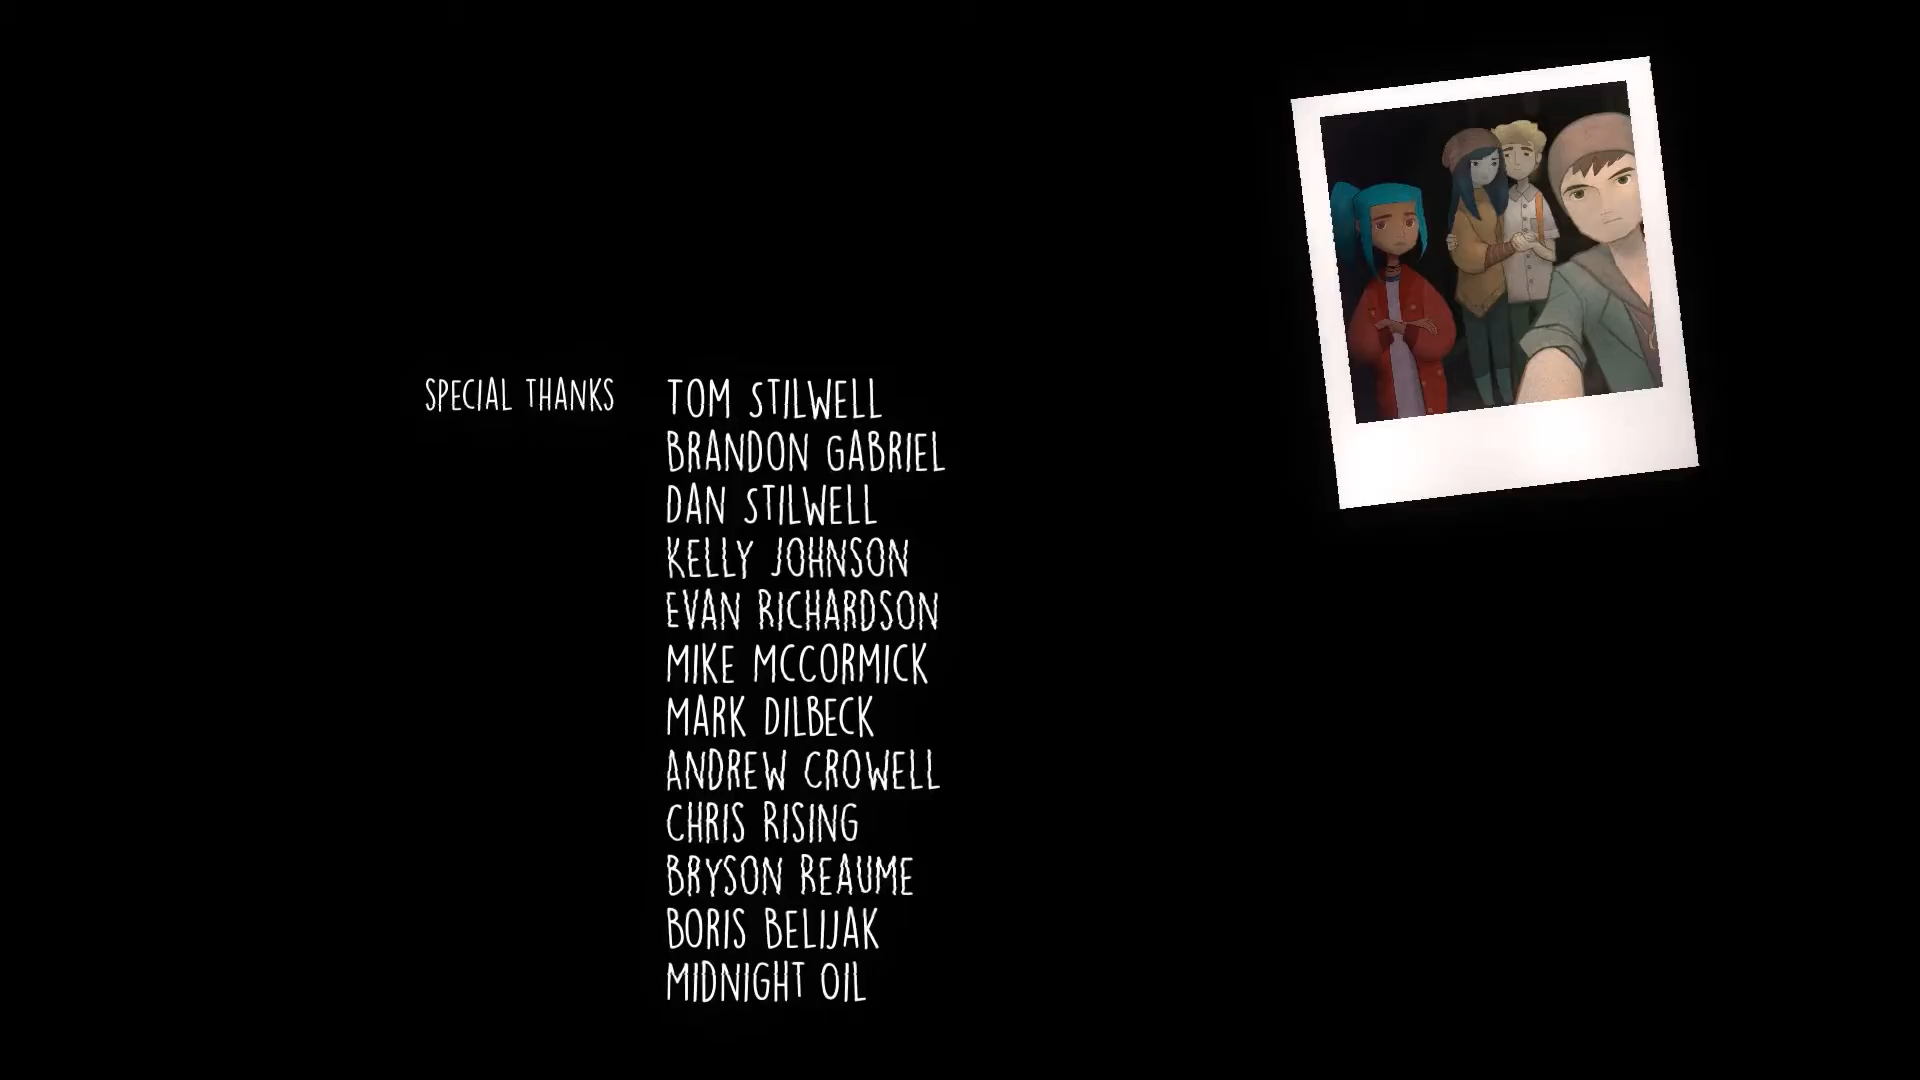 SPECIAL THANKS TOM STILWELL
BRANDON GABRIEL
DAN STILWELL
KELLY JOHNSON
EVAN RICHARDSON
MIKE MCCORMICK
MARK DILBECK
ANDREW CROWELL
CHRIS RISING
BRYSON REAUME
BORIS BELIJAK
MIDNIGHT OIL